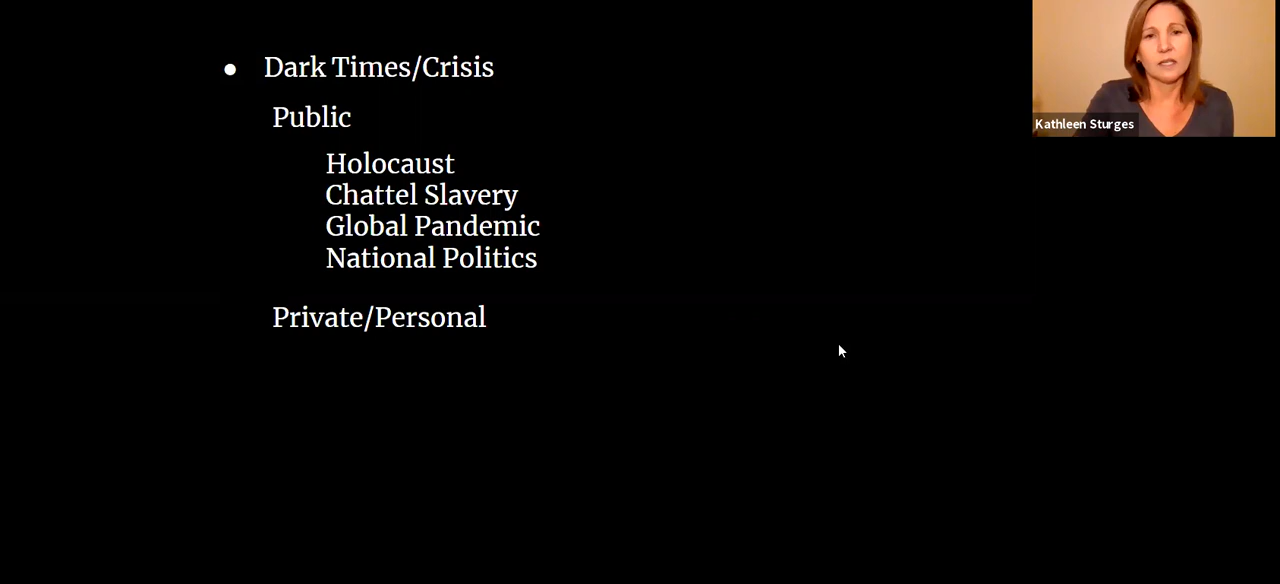 ● Dark Times/Crisis
Public
Holocaust
Chattel Slavery
Global Pandemic
National Politics
Private/Personal
Kathleen Sturges